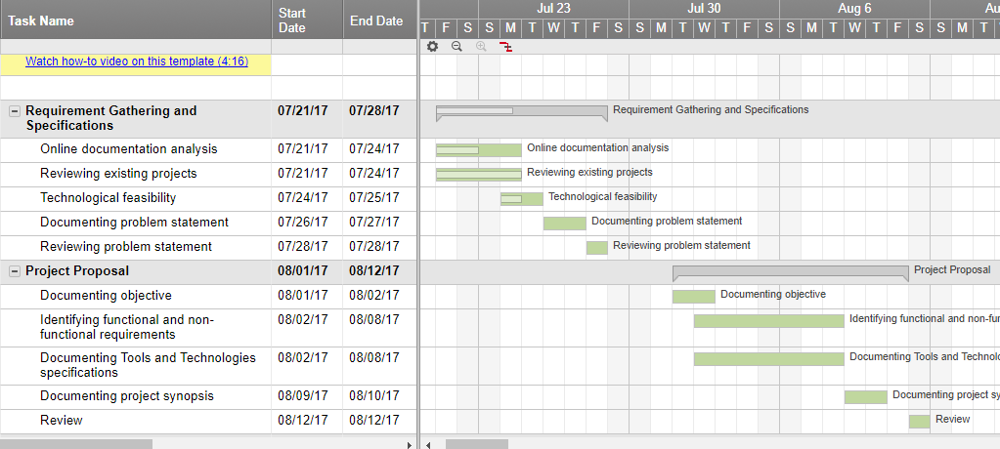 Jul 23 Jul 30 Aug 6 Au
Task Name Start Date End Date
T F S S M T W T F S S M T W T F S S M T W T F S S M T
Watch how-to video on this template (4:16)
Requirement Gathering and Specifications 07/21/17 07/28/17 Requirement Gathering and Specifications
Online documentation analysis 07/21/17 07/24/17 Online documentation analysis
Reviewing existing projects 07/21/17 07/24/17 Reviewing existing projects
Technological feasibility 07/24/17 07/25/17 Technological feasibility
Documenting problem statement 07/26/17 07/27/17 Documenting problem statement
Reviewing problem statement 07/28/17 07/28/17 Reviewing problem statement
Project Proposal 08/01/17 08/12/17 Project Proposal
Documenting objective 08/01/17 08/02/17 Documenting objective
Identifying functional and non-functional requirements 08/02/17 08/08/17 Identifying functional and non-fur
Documenting Tools and Technologies specifications 08/02/17 08/08/17 Documenting Tools and Technolo
Documenting project synopsis 08/09/17 08/10/17 Documenting project sy
Review 08/12/17 08/12/17 Review